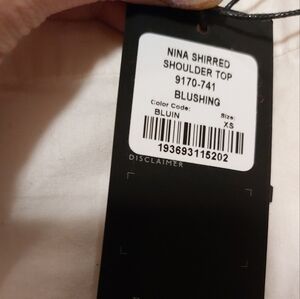 NINA SHIRRED
SHOULDER TOP
9170-741
BLUSHING
Color Code: Size:
BLUIN XS
193693115202
DISCLAIMER